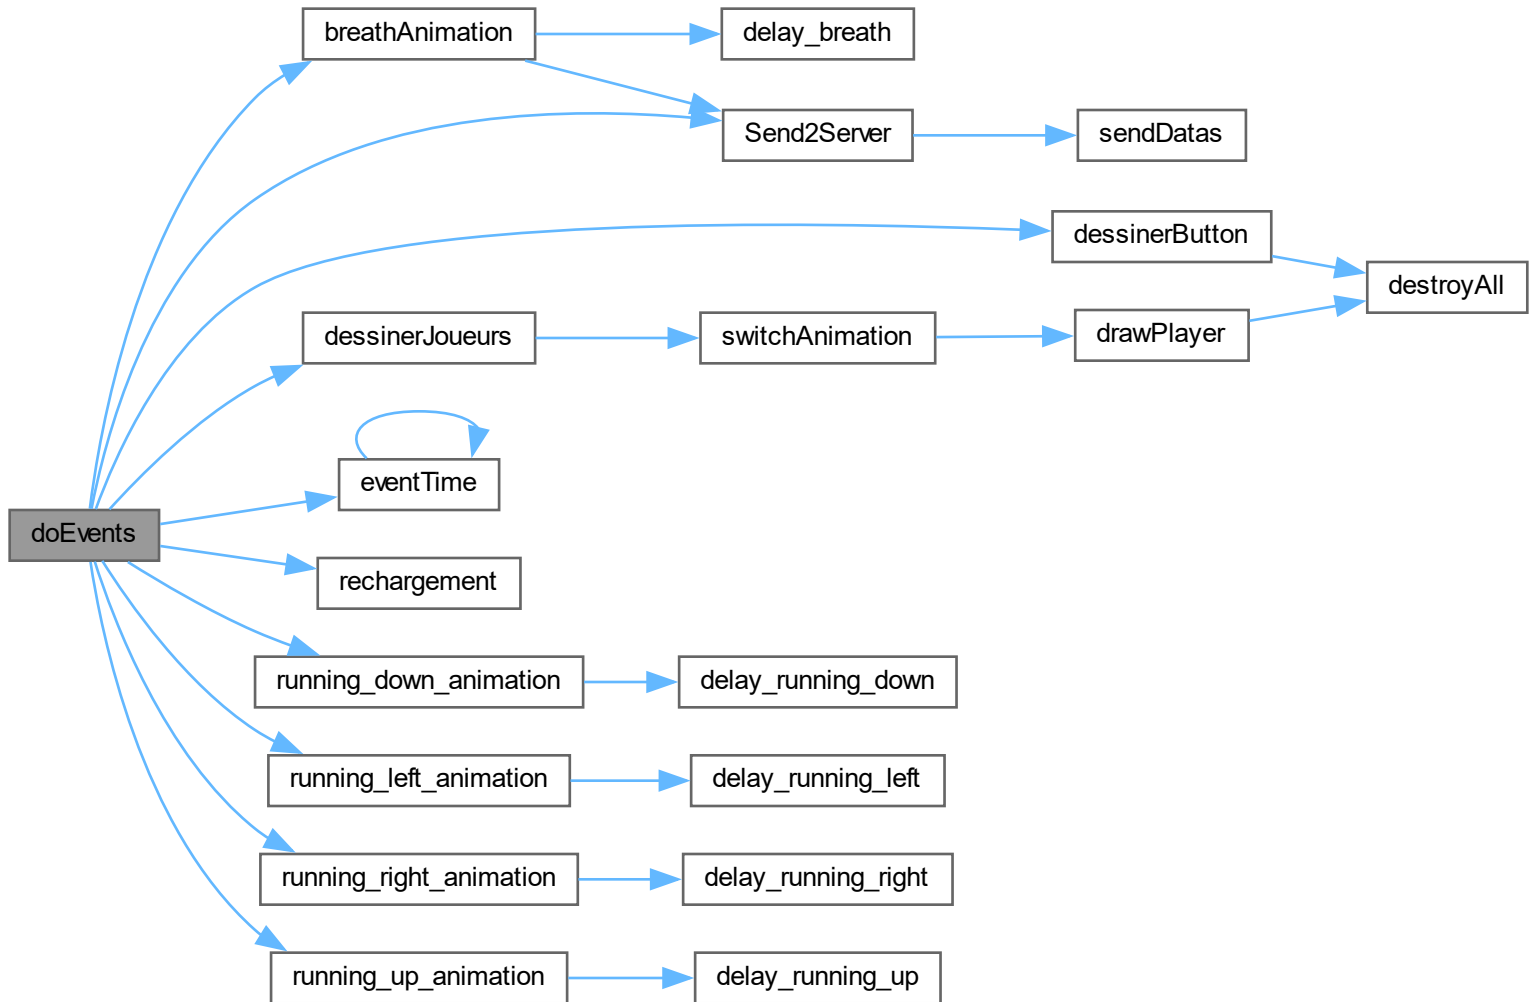 breathAnimation
delay_breath
Send2Server
sendDatas
dessinerButton
destroyAll
dessinerJoueurs
switchAnimation
drawPlayer
eventTime
doEvents
rechargement
running_down_animation
delay_running_down
running_left_animation
delay_running_left
running_right_animation
delay_running_right
running_up_animation
delay_running_up